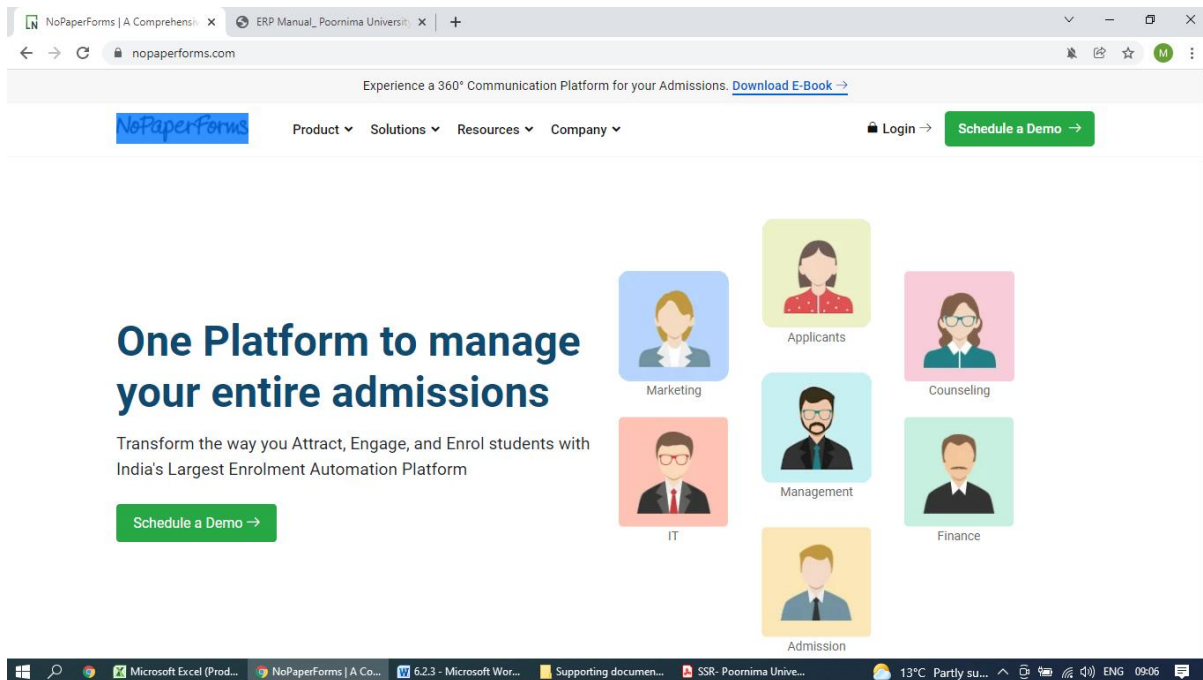 NoPaperForms | A Comprehensi
ERP Manual_ Poornima Universit
nopaperforms.com
M
Experience a 360° Communication Platform for your Admissions. Download E-Book →
NoPaperForms
Product
Solutions
Resources
Company
Login →
Schedule a Demo →
One Platform to manage
your entire admissions
Transform the way you Attract, Engage, and Enrol students with
India's Largest Enrolment Automation Platform
Schedule a Demo →
Applicants
Marketing
Counseling
Management
IT
Finance
Admission
Microsoft Excel (Prod...
NoPaperForms | A Co...
6.2.3 - Microsoft Wor...
Supporting documen...
SSR- Poornima Unive...
13°C Partly su...
ENG
09:06